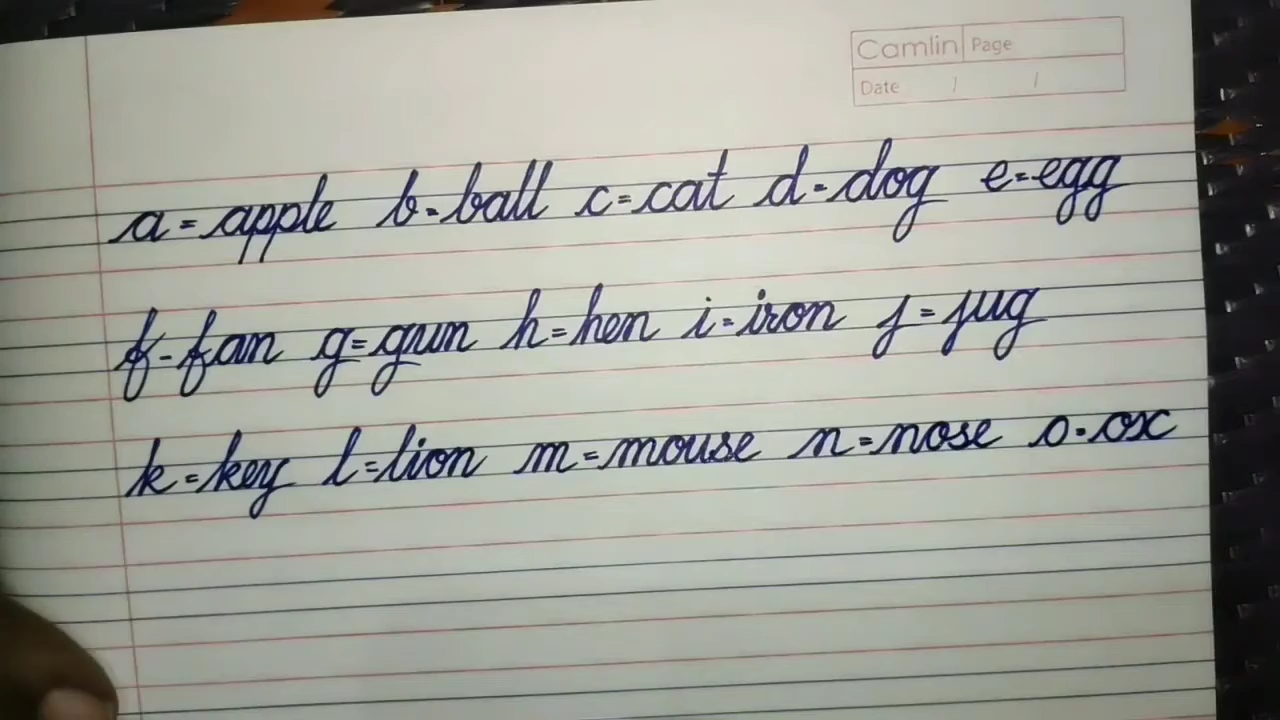 Camlin Page
Date / /
a = apple b - ball c = cat d - dog e = egg
f - fan g = gun h = hen i - iron j = jug
k = key l = lion m = mouse n = nose o - ox